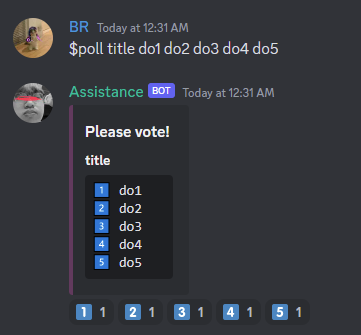 BR Today at 12:31 AM
$poll title do1 do2 do3 do4 do5
Assistance BOT Today at 12:31 AM
Please vote!
title
1 do1
2 do2
3 do3
4 do4
5 do5
1 1 2 1 3 1 4 1 5 1